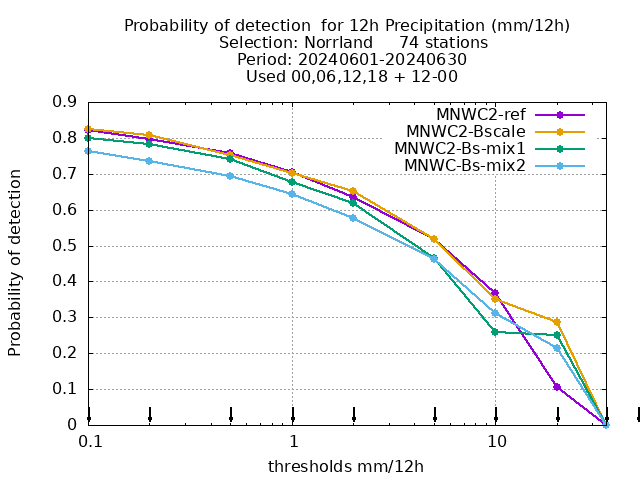 Probability of detection  for 12h Precipitation (mm/12h)
Selection: Norrland     74 stations
Period: 20240601-20240630
Used 00,06,12,18 + 12-00
MNWC2-ref
MNWC2-Bscale
MNWC2-Bs-mix1
MNWC-Bs-mix2
Probability of detection
0.9
0.8
0.7
0.6
0.5
0.4
0.3
0.2
0.1
0
0.1 1 10
thresholds mm/12h